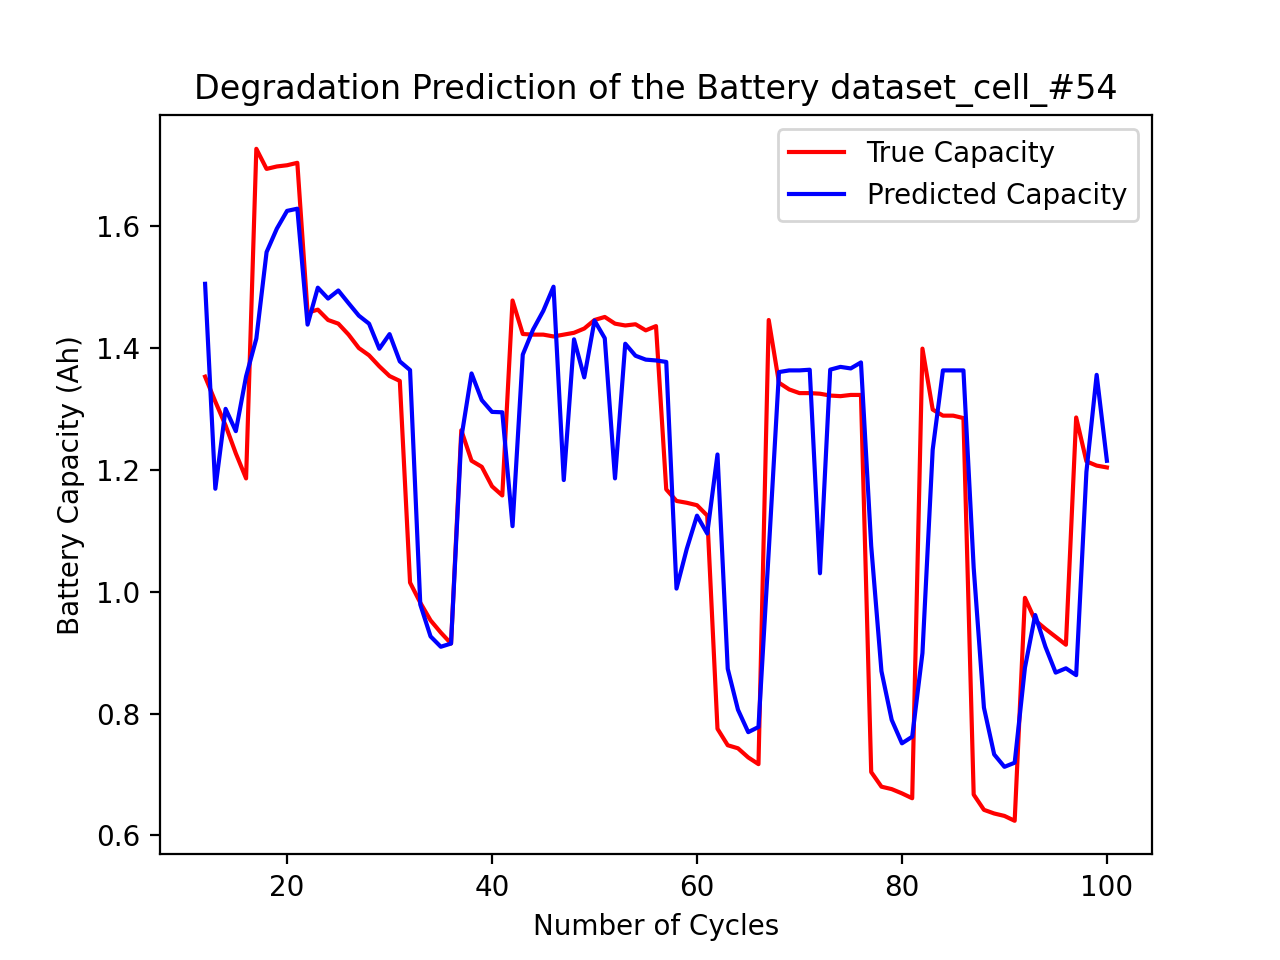 Degradation Prediction of the Battery dataset_cell_#54
True Capacity
Predicted Capacity
Battery Capacity (Ah)
1.6
1.4
1.2
1.0
0.8
0.6
20 40 60 80 100
Number of Cycles